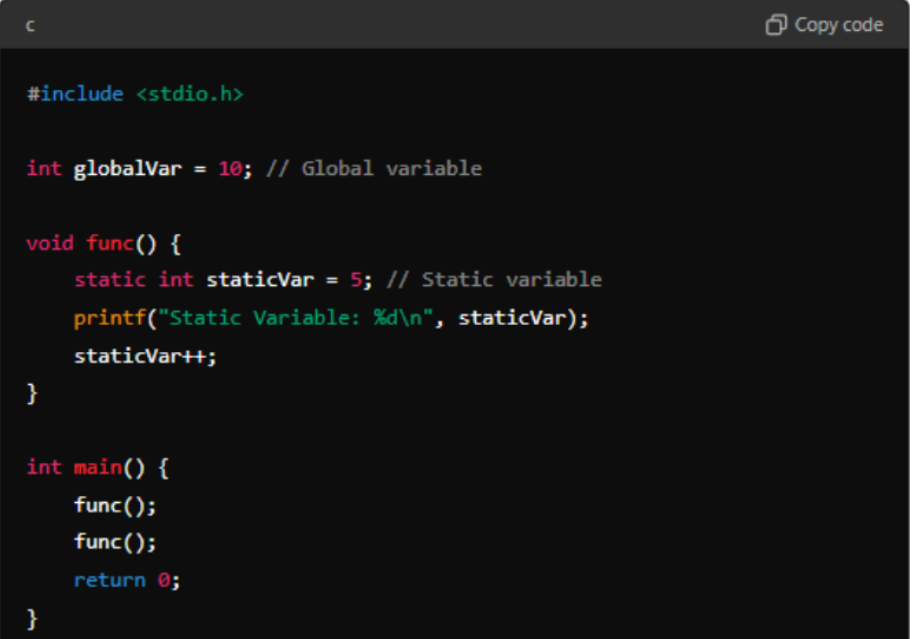 c
Copy code
#include <stdio.h>
int globalVar = 10; // Global variable
void func() {
    static int staticVar = 5; // Static variable
    printf("Static Variable: %d\n", staticVar);
    staticVar++;
}
int main() {
    func();
    func();
    return 0;
}